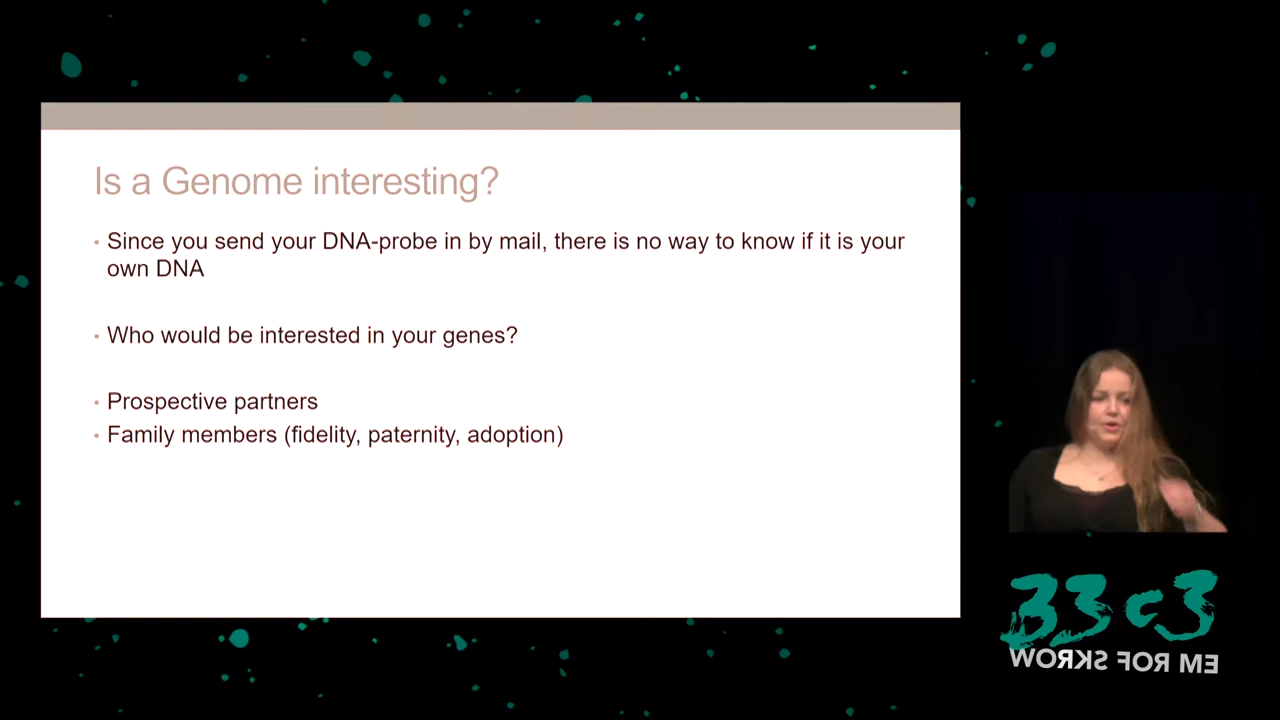 Is a Genome interesting?
• Since you send your DNA-probe in by mail, there is no way to know if it is your
own DNA
• Who would be interested in your genes?
• Prospective partners
• Family members (fidelity, paternity, adoption)
33c3
WORKS FOR ME